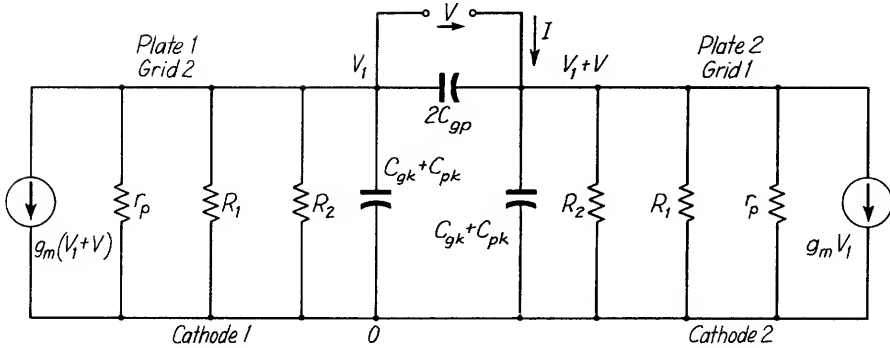 V
I
Plate 1
Grid 2
V₁
V₁+V
Plate 2
Grid 1
2C_gp
C_gk+C_pk
r_p
R₁
R₂
C_gk+C_pk
R₂
R₁
r_p
g_m(V₁+V)
g_mV₁
Cathode 1
0
Cathode 2